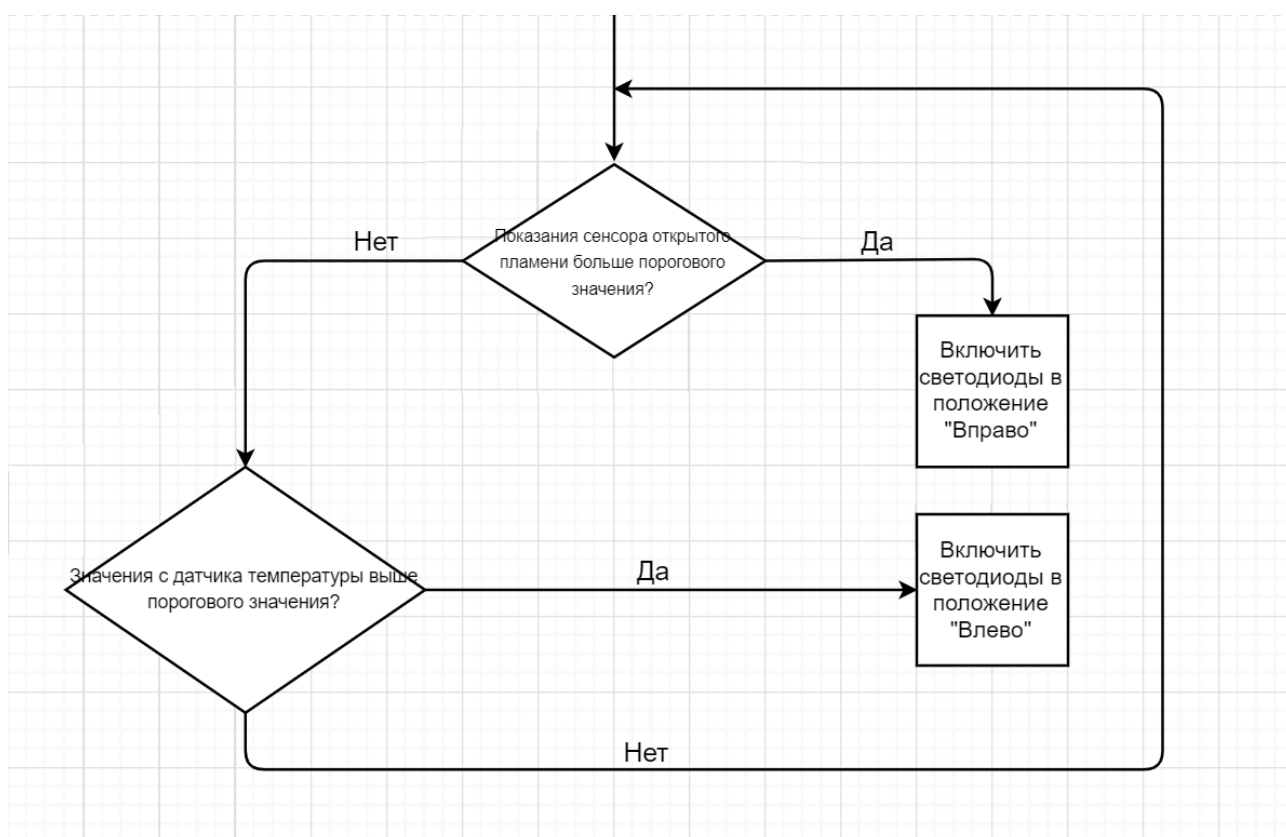 Нет
Показания сенсора открытого
пламени больше порогового
значения?
Да
Включить
светодиоды в
положение
"Вправо"
Значения с датчика температуры выше
порогового значения?
Да
Включить
светодиоды в
положение
"Влево"
Нет